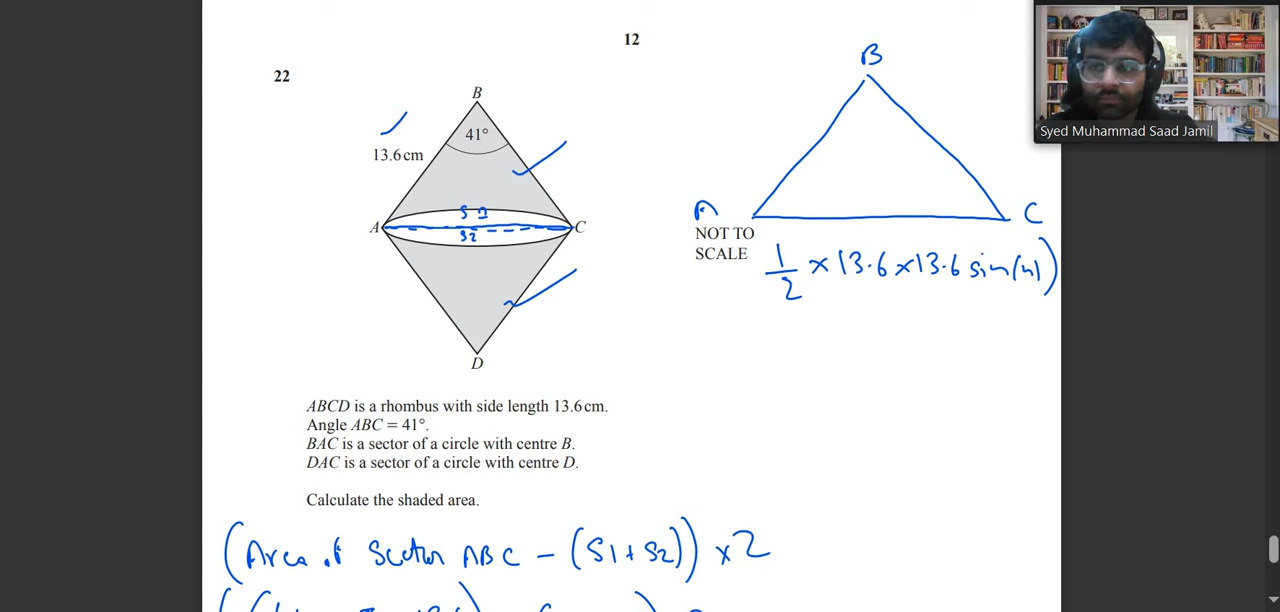 12
22
B
B
41°
13.6 cm
Syed Muhammad Saad Jamil
S1
A
C
S2
A
C
NOT TO
SCALE
1/2 × 13.6 × 13.6 sin(41)
D
ABCD is a rhombus with side length 13.6 cm.
Angle ABC = 41°.
BAC is a sector of a circle with centre B.
DAC is a sector of a circle with centre D.
Calculate the shaded area.
(Area of Sector ABC - (S1 + S2)) × 2